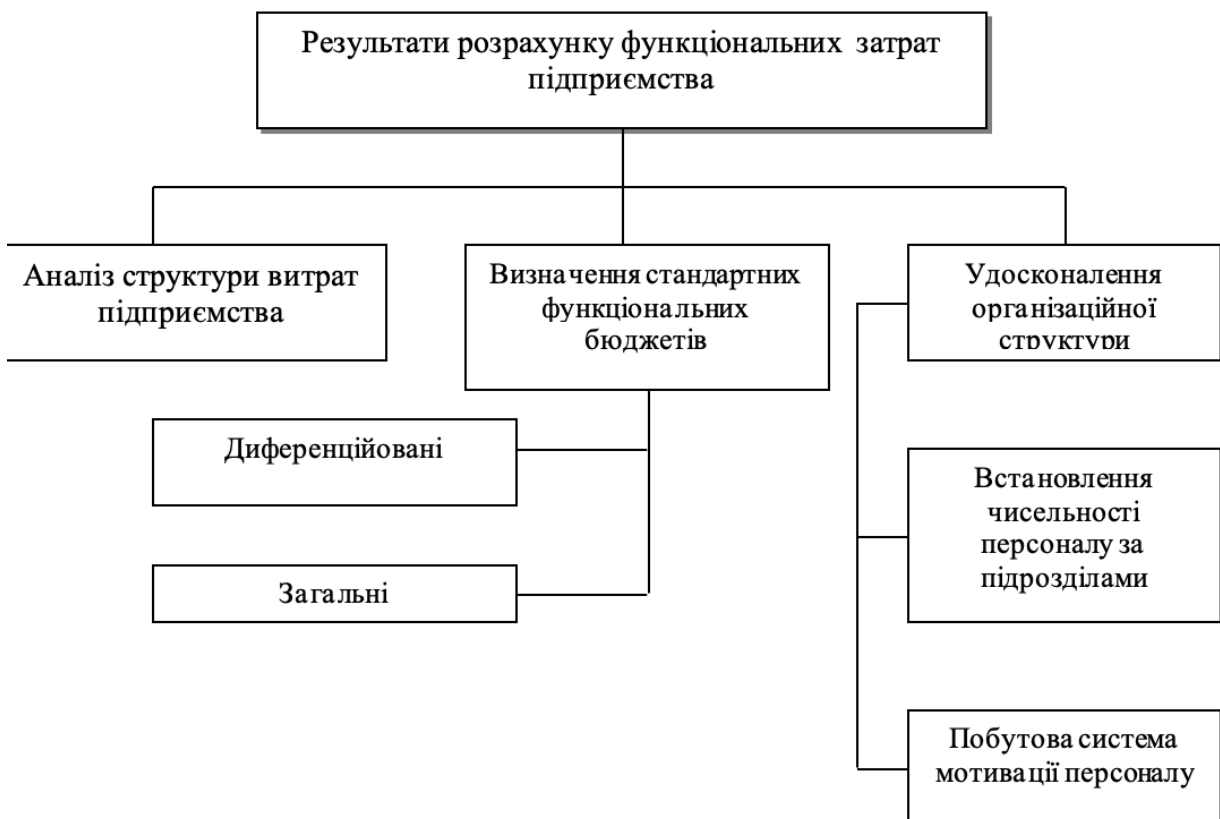 Результати розрахунку функціональних затрат
підприємства
Аналіз структури витрат
підприємства
Визначення стандартних
функціональних
бюджетів
Удосконалення
організаційної
структури
Диференційовані
Загальні
Встановлення
чисельності
персоналу за
підрозділами
Побутова система
мотивації персоналу